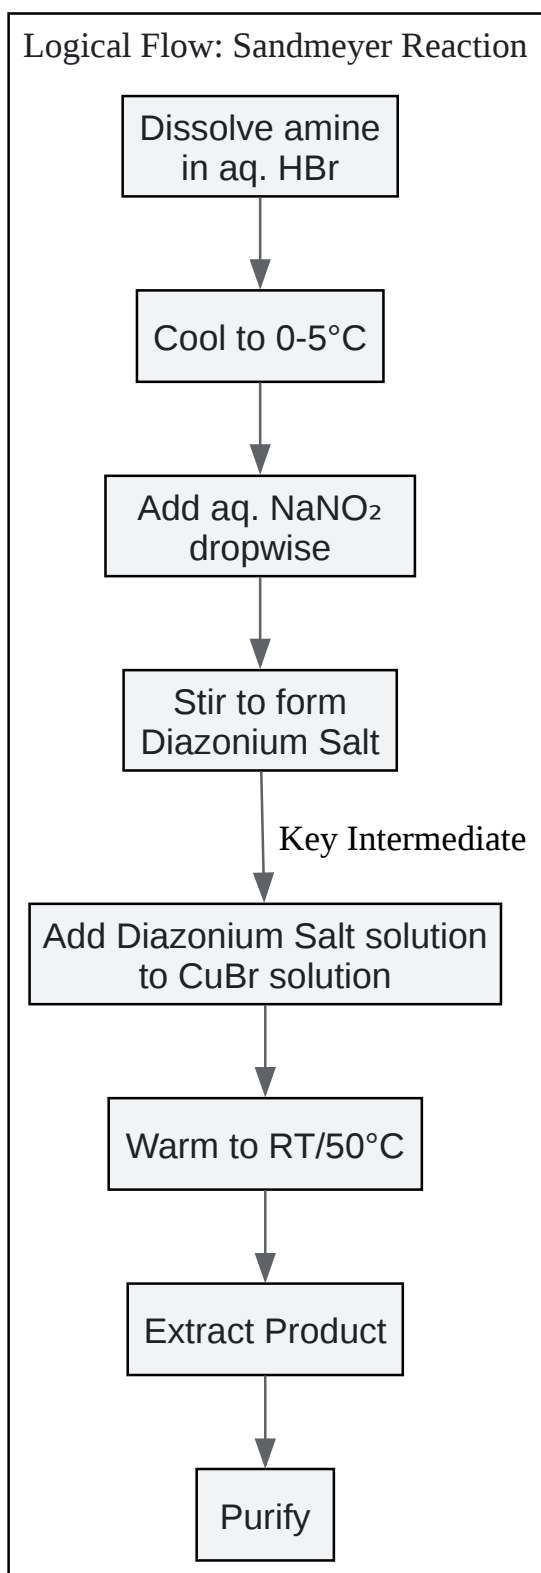 Logical Flow: Sandmeyer Reaction
Dissolve amine
in aq. HBr
Cool to 0-5°C
Add aq. NaNO₂
dropwise
Stir to form
Diazonium Salt
Key Intermediate
Add Diazonium Salt solution
to CuBr solution
Warm to RT/50°C
Extract Product
Purify